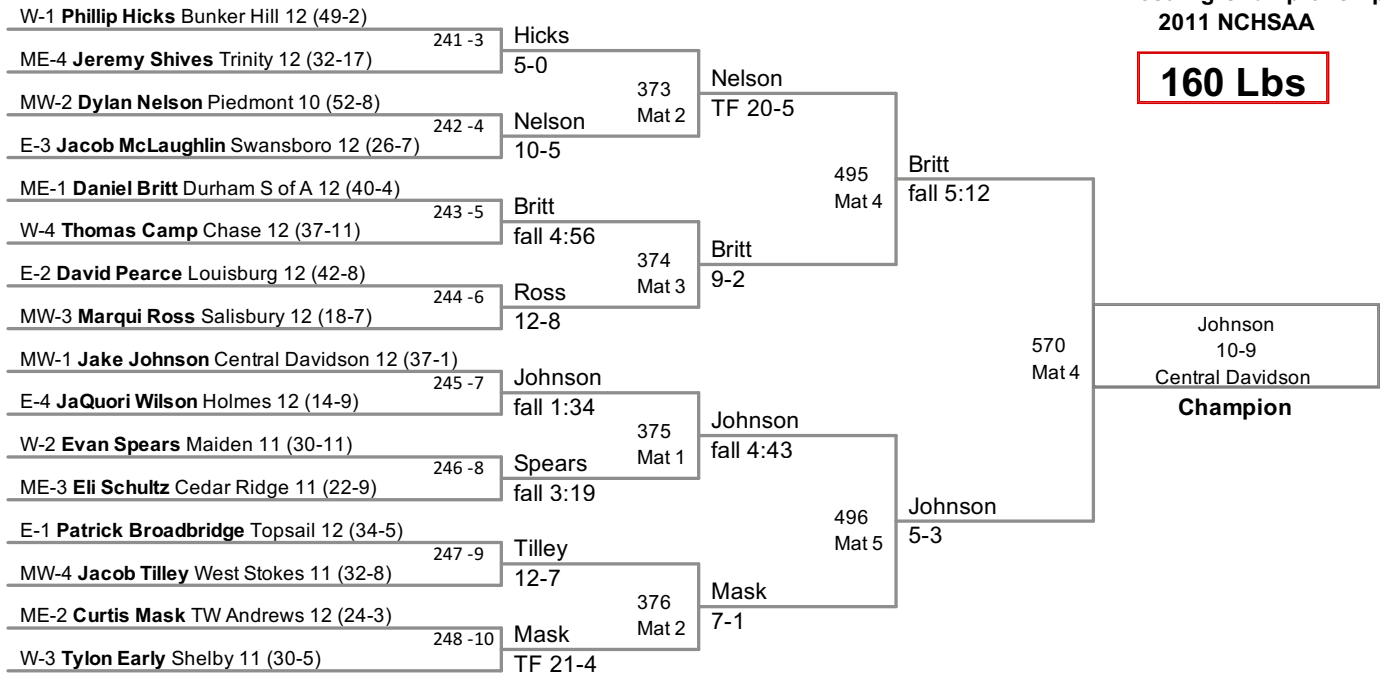 2011 NCHSAA
160 Lbs
W-1 Phillip Hicks Bunker Hill 12 (49-2)
241 -3
ME-4 Jeremy Shives Trinity 12 (32-17)
MW-2 Dylan Nelson Piedmont 10 (52-8)
242 -4
E-3 Jacob McLaughlin Swansboro 12 (26-7)
ME-1 Daniel Britt Durham S of A 12 (40-4)
243 -5
W-4 Thomas Camp Chase 12 (37-11)
E-2 David Pearce Louisburg 12 (42-8)
244 -6
MW-3 Marqui Ross Salisbury 12 (18-7)
MW-1 Jake Johnson Central Davidson 12 (37-1)
245 -7
E-4 JaQuori Wilson Holmes 12 (14-9)
W-2 Evan Spears Maiden 11 (30-11)
246 -8
ME-3 Eli Schultz Cedar Ridge 11 (22-9)
E-1 Patrick Broadbridge Topsail 12 (34-5)
247 -9
MW-4 Jacob Tilley West Stokes 11 (32-8)
ME-2 Curtis Mask TW Andrews 12 (24-3)
248 -10
W-3 Tylon Early Shelby 11 (30-5)
Hicks
5-0
373
Mat 2
Nelson
10-5
Britt
fall 4:56
374
Mat 3
Ross
12-8
Johnson
fall 1:34
375
Mat 1
Spears
fall 3:19
Tilley
12-7
376
Mat 2
Mask
TF 21-4
Nelson
TF 20-5
495
Mat 4
Britt
9-2
Johnson
fall 4:43
496
Mat 5
Mask
7-1
Britt
fall 5:12
570
Mat 4
Johnson
5-3
Johnson
10-9
Central Davidson
Champion